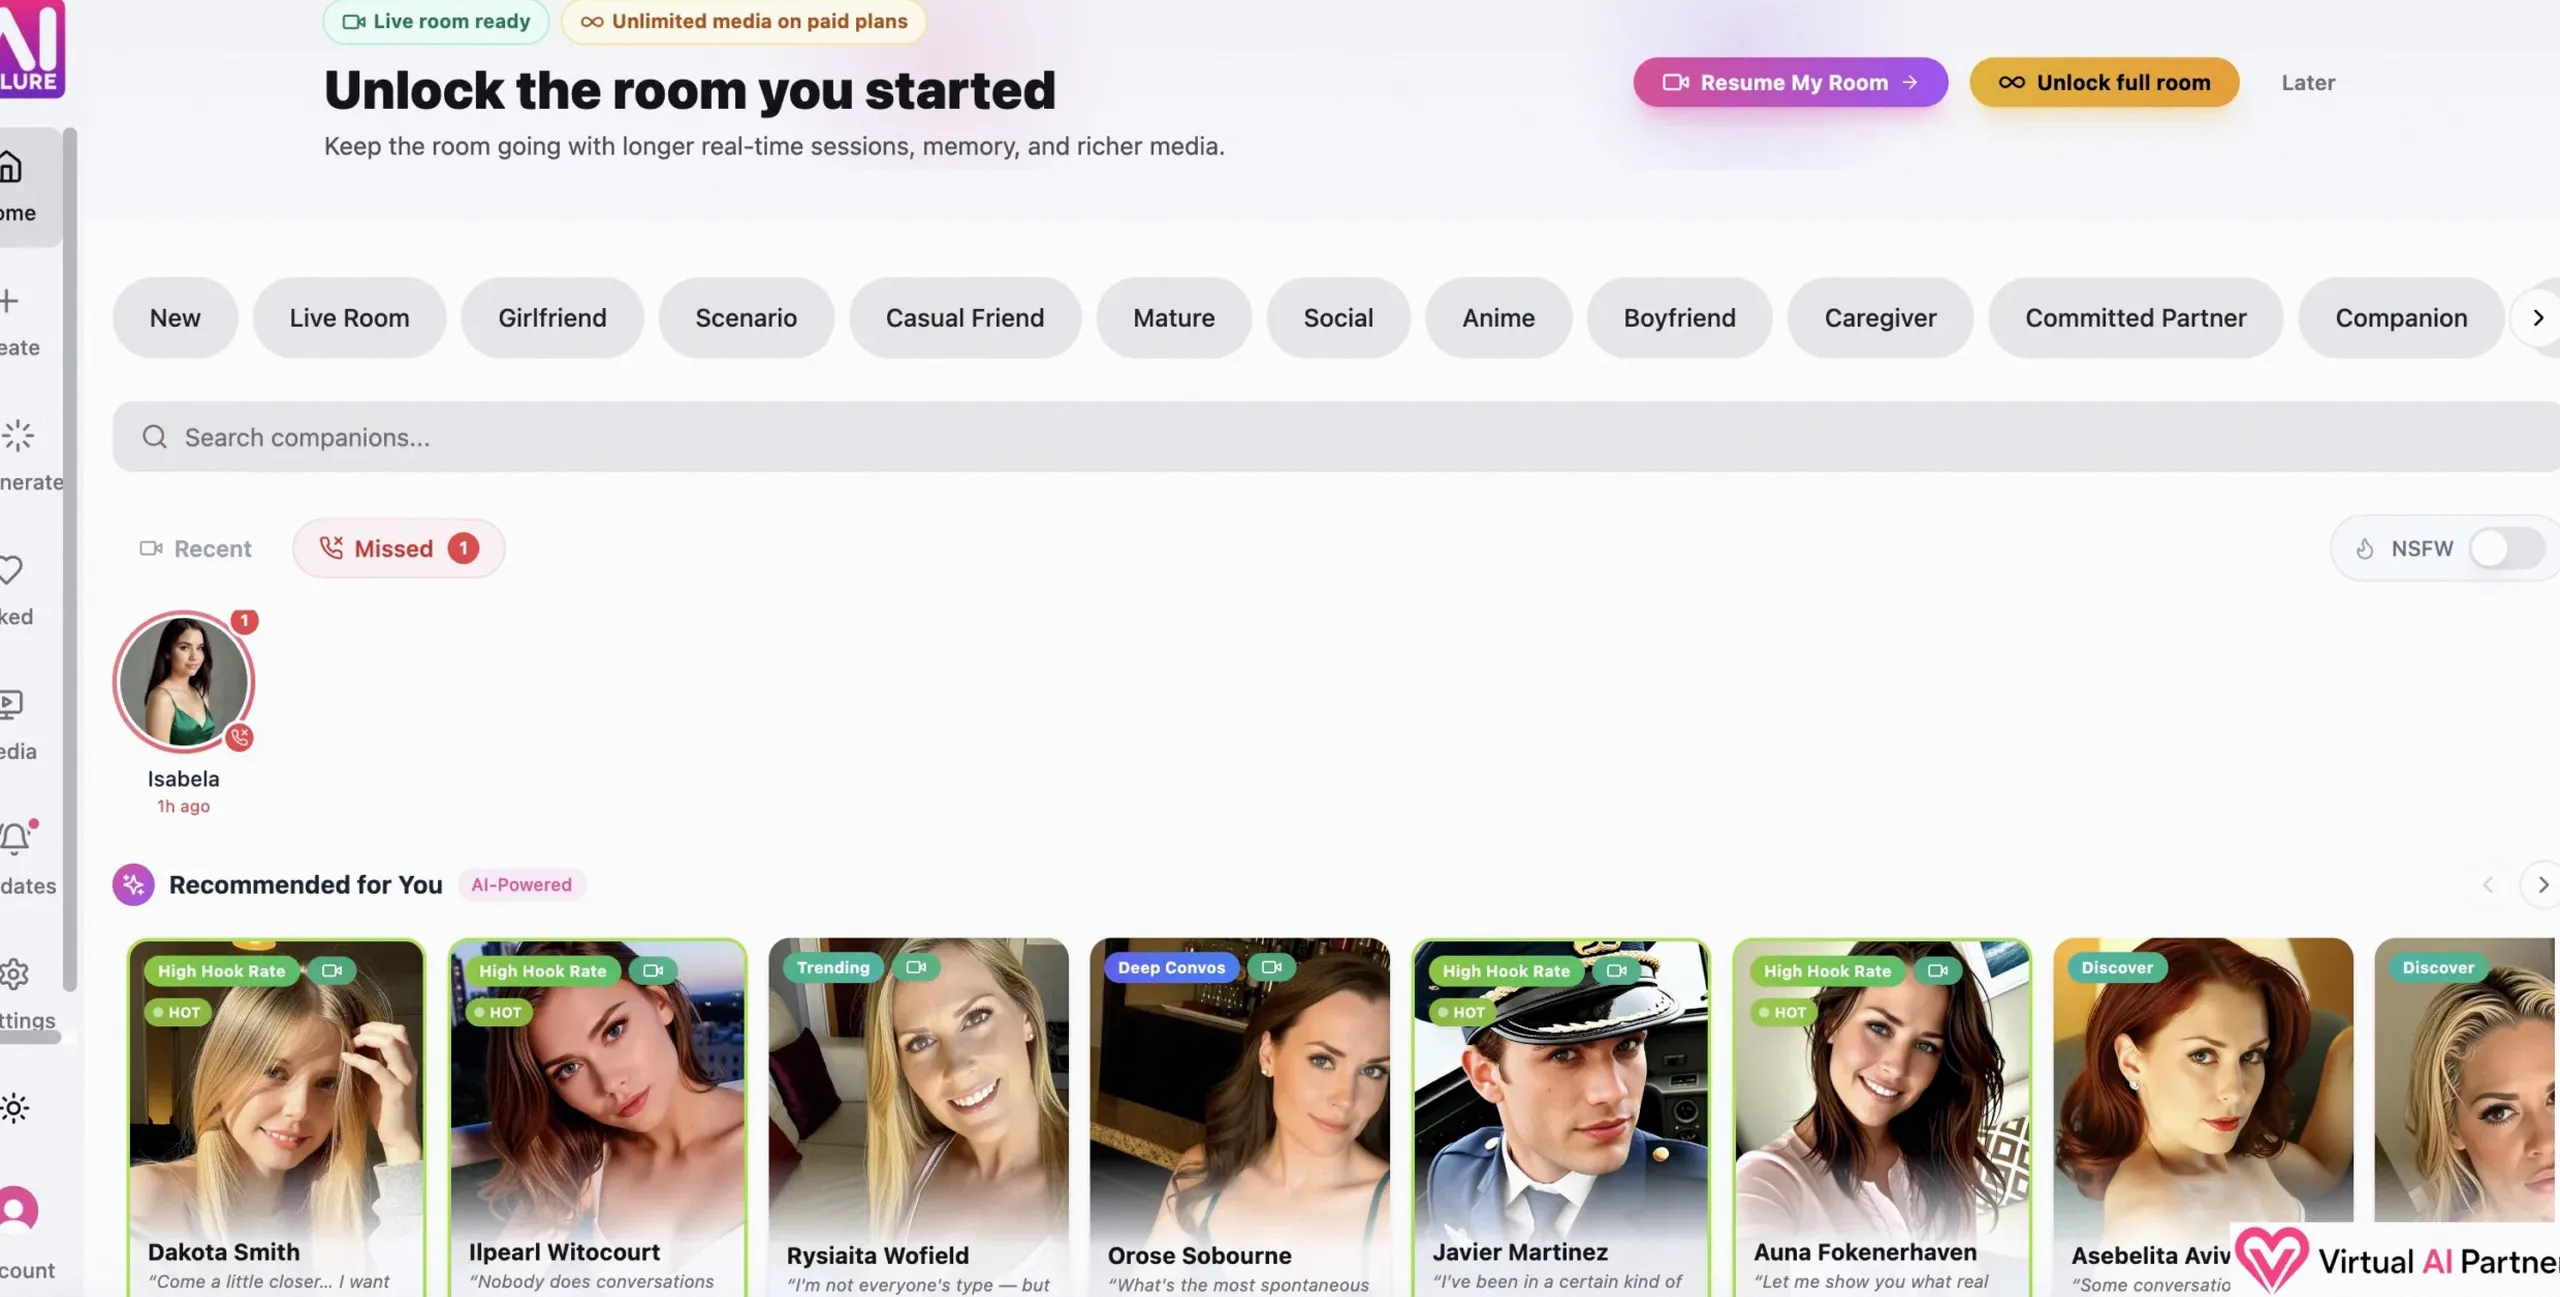 AI
LURE
Live room ready
Unlimited media on paid plans
Unlock the room you started
Keep the room going with longer real-time sessions, memory, and richer media.
Resume My Room
Unlock full room
Later
ome
eate
nerate
ked
edia
dates
ttings
count
New
Live Room
Girlfriend
Scenario
Casual Friend
Mature
Social
Anime
Boyfriend
Caregiver
Committed Partner
Companion
Search companions...
Recent
Missed 1
NSFW
1
Isabela
1h ago
Recommended for You
AI-Powered
High Hook Rate
HOT
Dakota Smith
“Come a little closer... I want
High Hook Rate
HOT
Ilpearl Witocourt
“Nobody does conversations
Trending
Rysiaita Wofield
“I'm not everyone's type — but
Deep Convos
Orose Sobourne
“What's the most spontaneous
High Hook Rate
HOT
Javier Martinez
“I've been in a certain kind of
High Hook Rate
HOT
Auna Fokenerhaven
“Let me show you what real
Discover
Asebelita Aviv
“Some conversatio
Discover
Virtual AI Partner